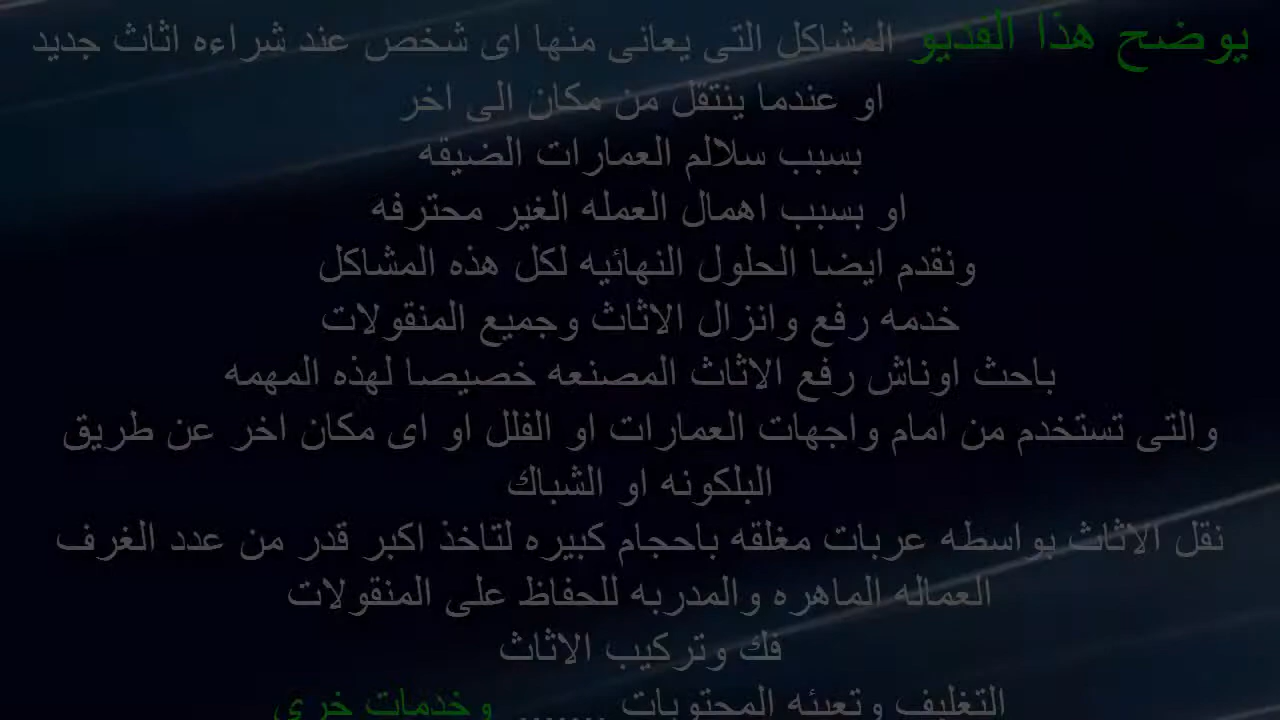 يوضح هذا الفديو المشاكل التى يعانى منها اى شخص عند شراءه اثاث جديد
او عندما ينتقل من مكان الى اخر
بسبب سلالم العمارات الضيقه
او بسبب اهمال العمله الغير محترفه
ونقدم ايضا الحلول النهائيه لكل هذه المشاكل
خدمه رفع وانزال الاثاث وجميع المنقولات
باحث اوناش رفع الاثاث المصنعه خصيصا لهذه المهمه
والتى تستخدم من امام واجهات العمارات او الفلل او اى مكان اخر عن طريق
البلكونه او الشباك
نقل الاثاث بواسطه عربات مغلقه باحجام كبيره لتاخذ اكبر قدر من عدد الغرف
العماله الماهره والمدربه للحفاظ على المنقولات
فك وتركيب الاثاث
التغليف وتعبئه المحتويات ....... وخدمات خرى